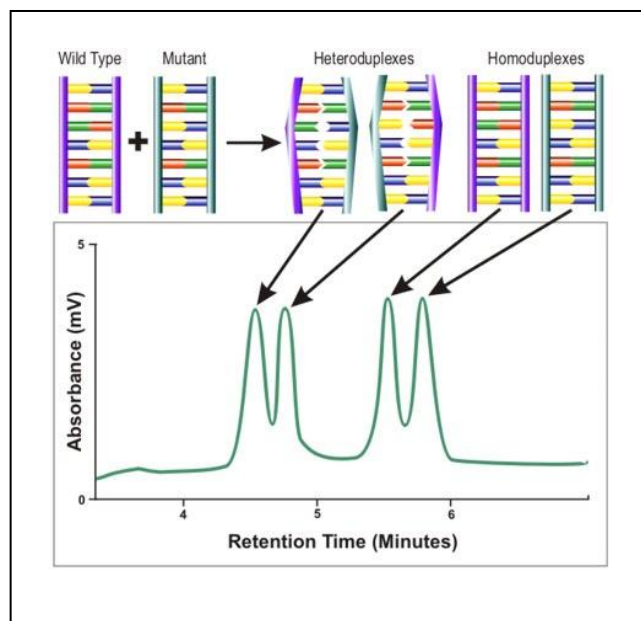 Wild Type Mutant Heteroduplexes Homoduplexes
5
Absorbance (mV)
0
4 5 6
Retention Time (Minutes)